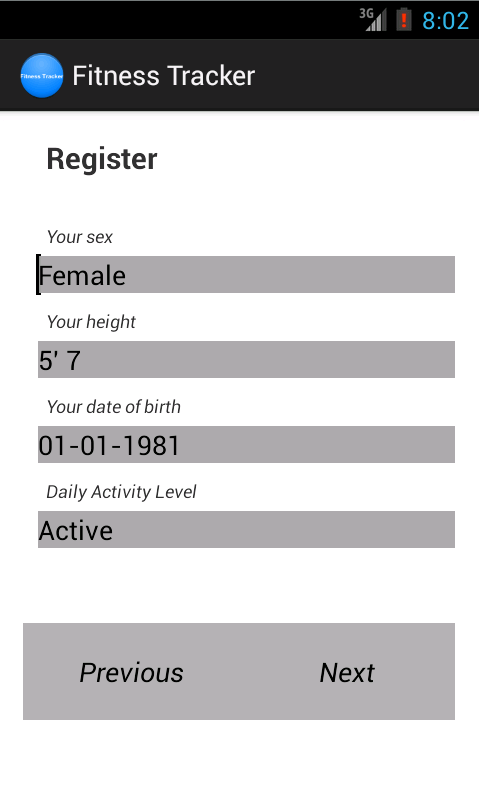 3G
8:02
Fitness Tracker
Fitness Tracker
Register
Your sex
Female
Your height
5' 7
Your date of birth
01-01-1981
Daily Activity Level
Active
Previous Next